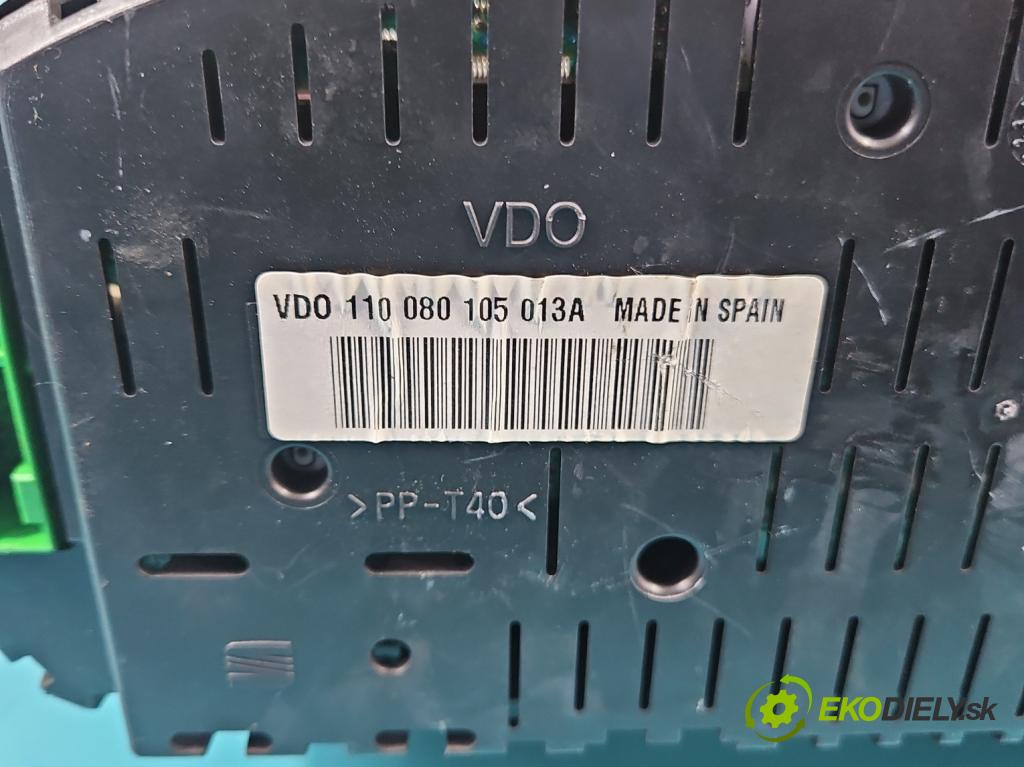 VDO
VDO 110 080 105 013A MADE IN SPAIN
>PP-T40<
EKODIELY.sk